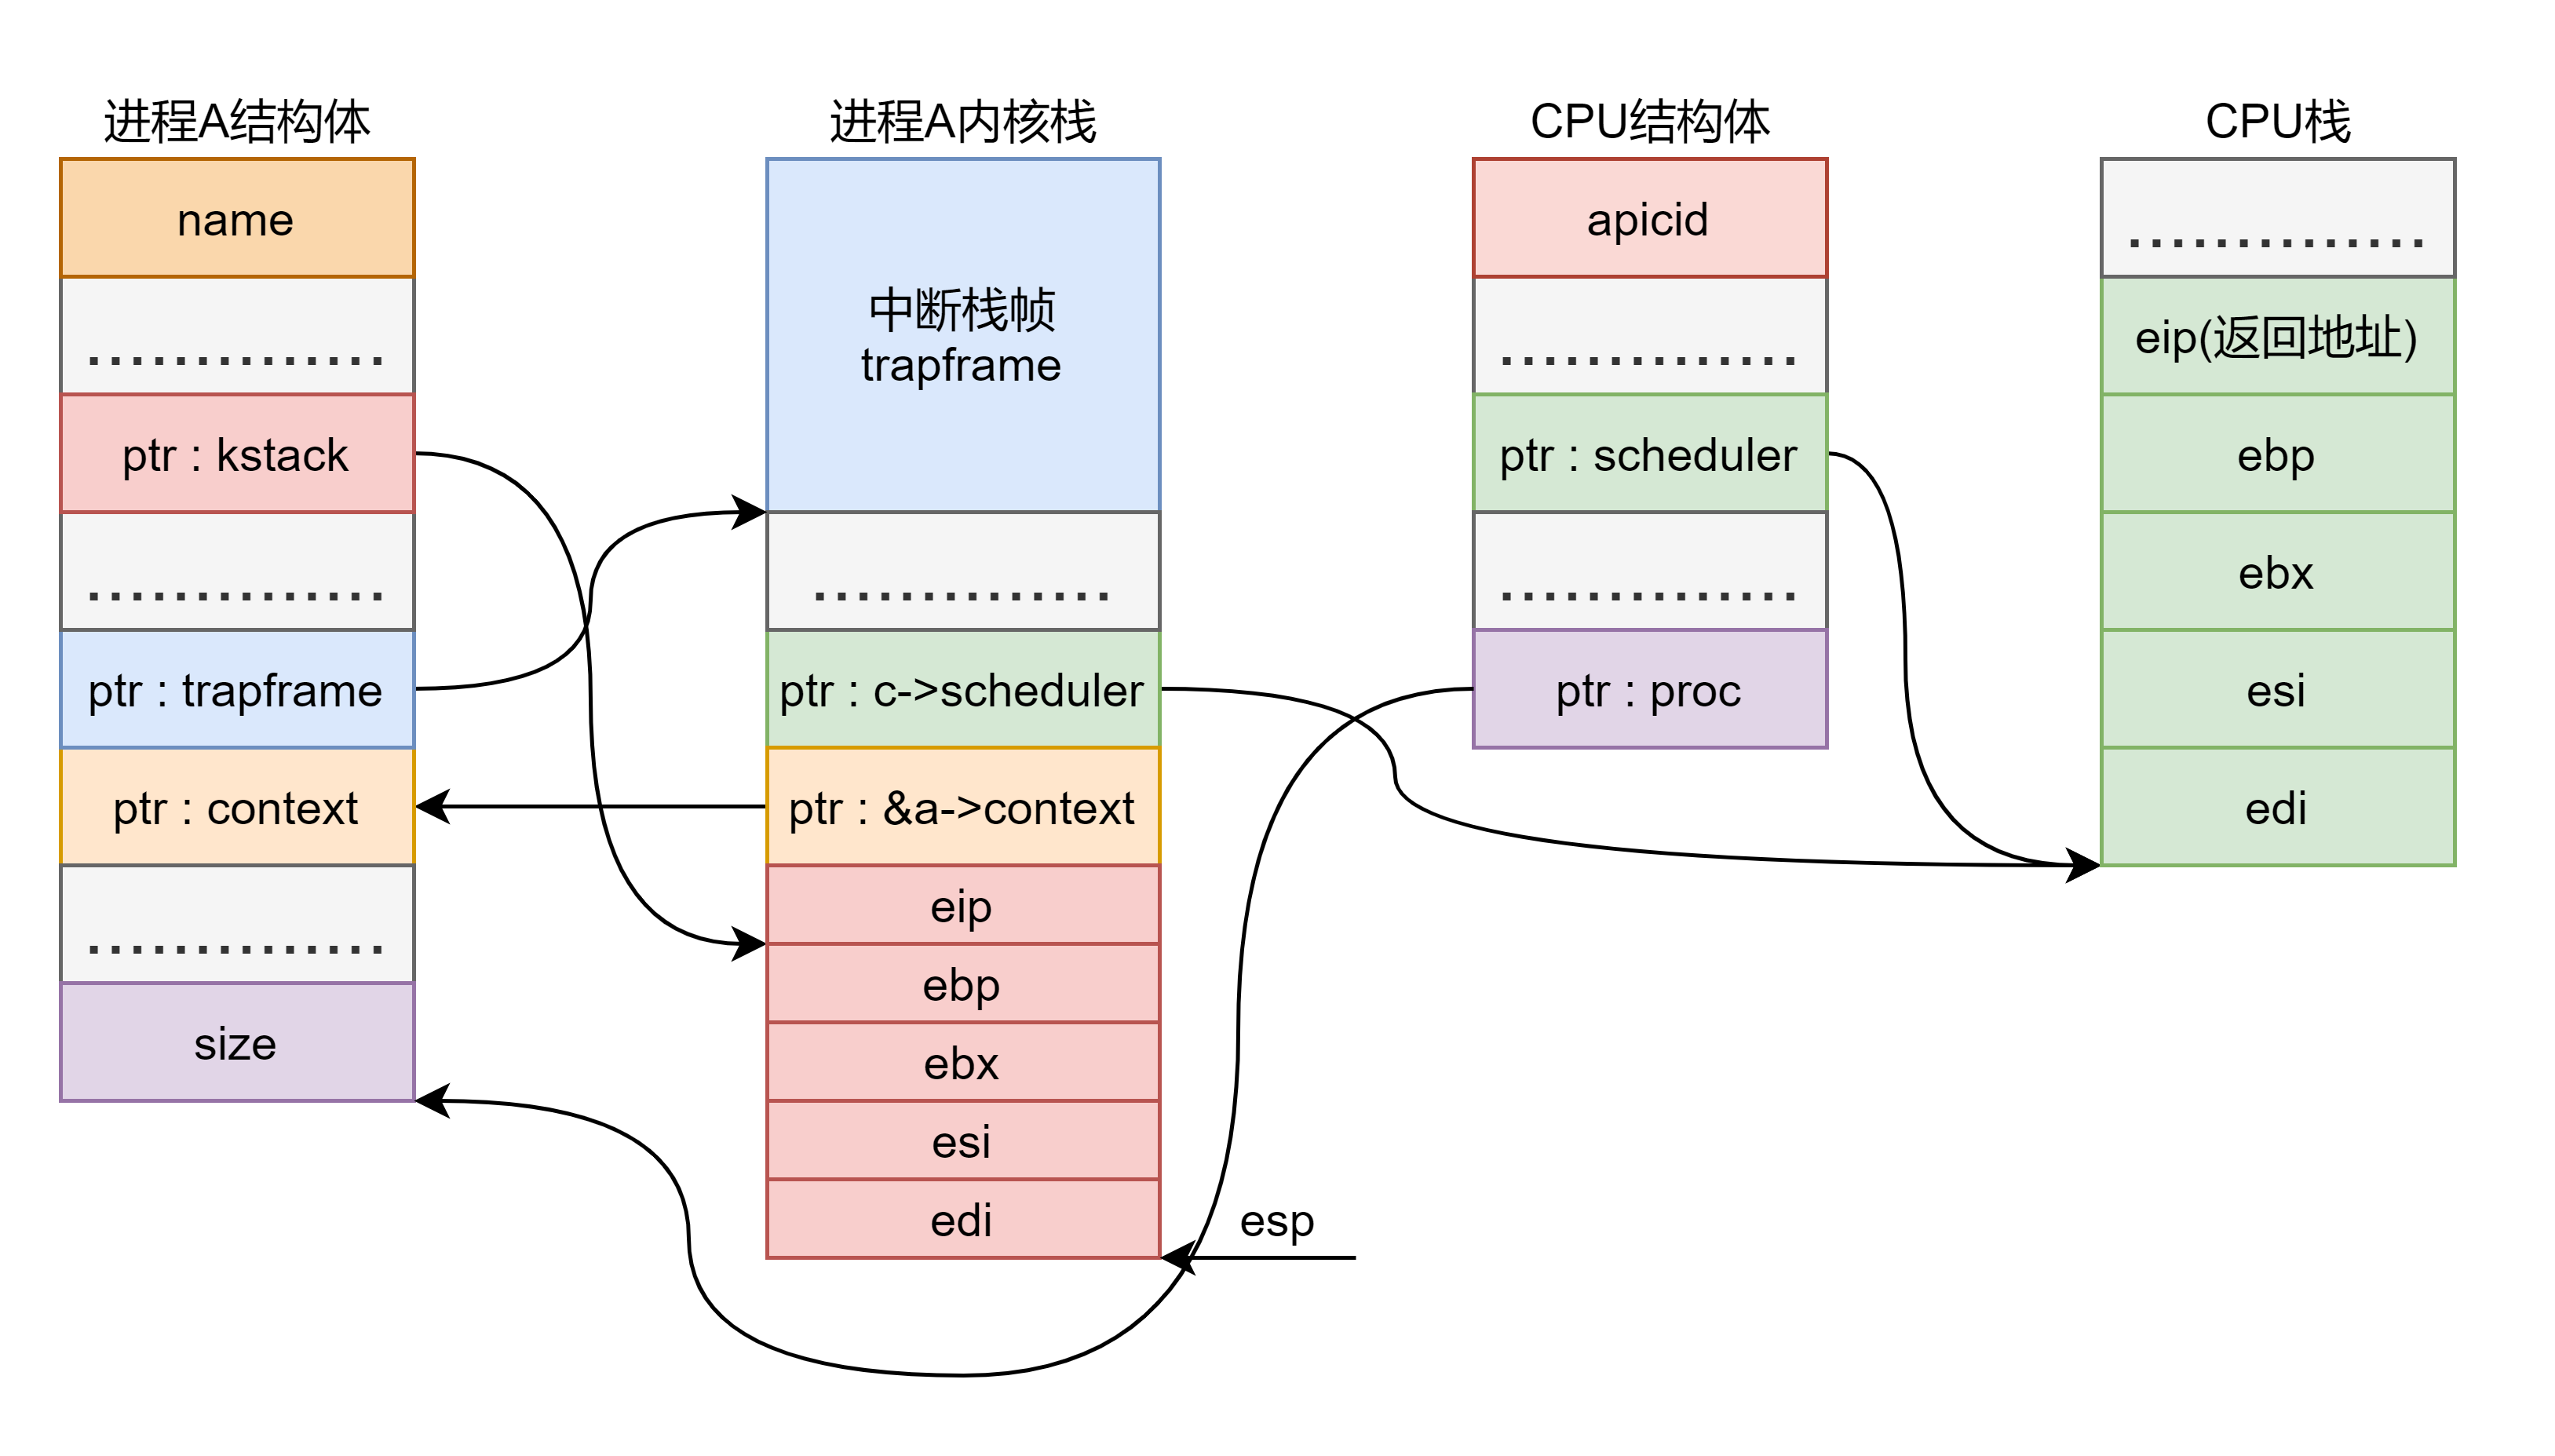 进程A结构体
name
..............
ptr : kstack
..............
ptr : trapframe
ptr : context
..............
size
进程A内核栈
中断栈帧
trapframe
..............
ptr : c->scheduler
ptr : &a->context
eip
ebp
ebx
esi
edi
esp
CPU结构体
apicid
..............
ptr : scheduler
..............
ptr : proc
CPU栈
..............
eip(返回地址)
ebp
ebx
esi
edi